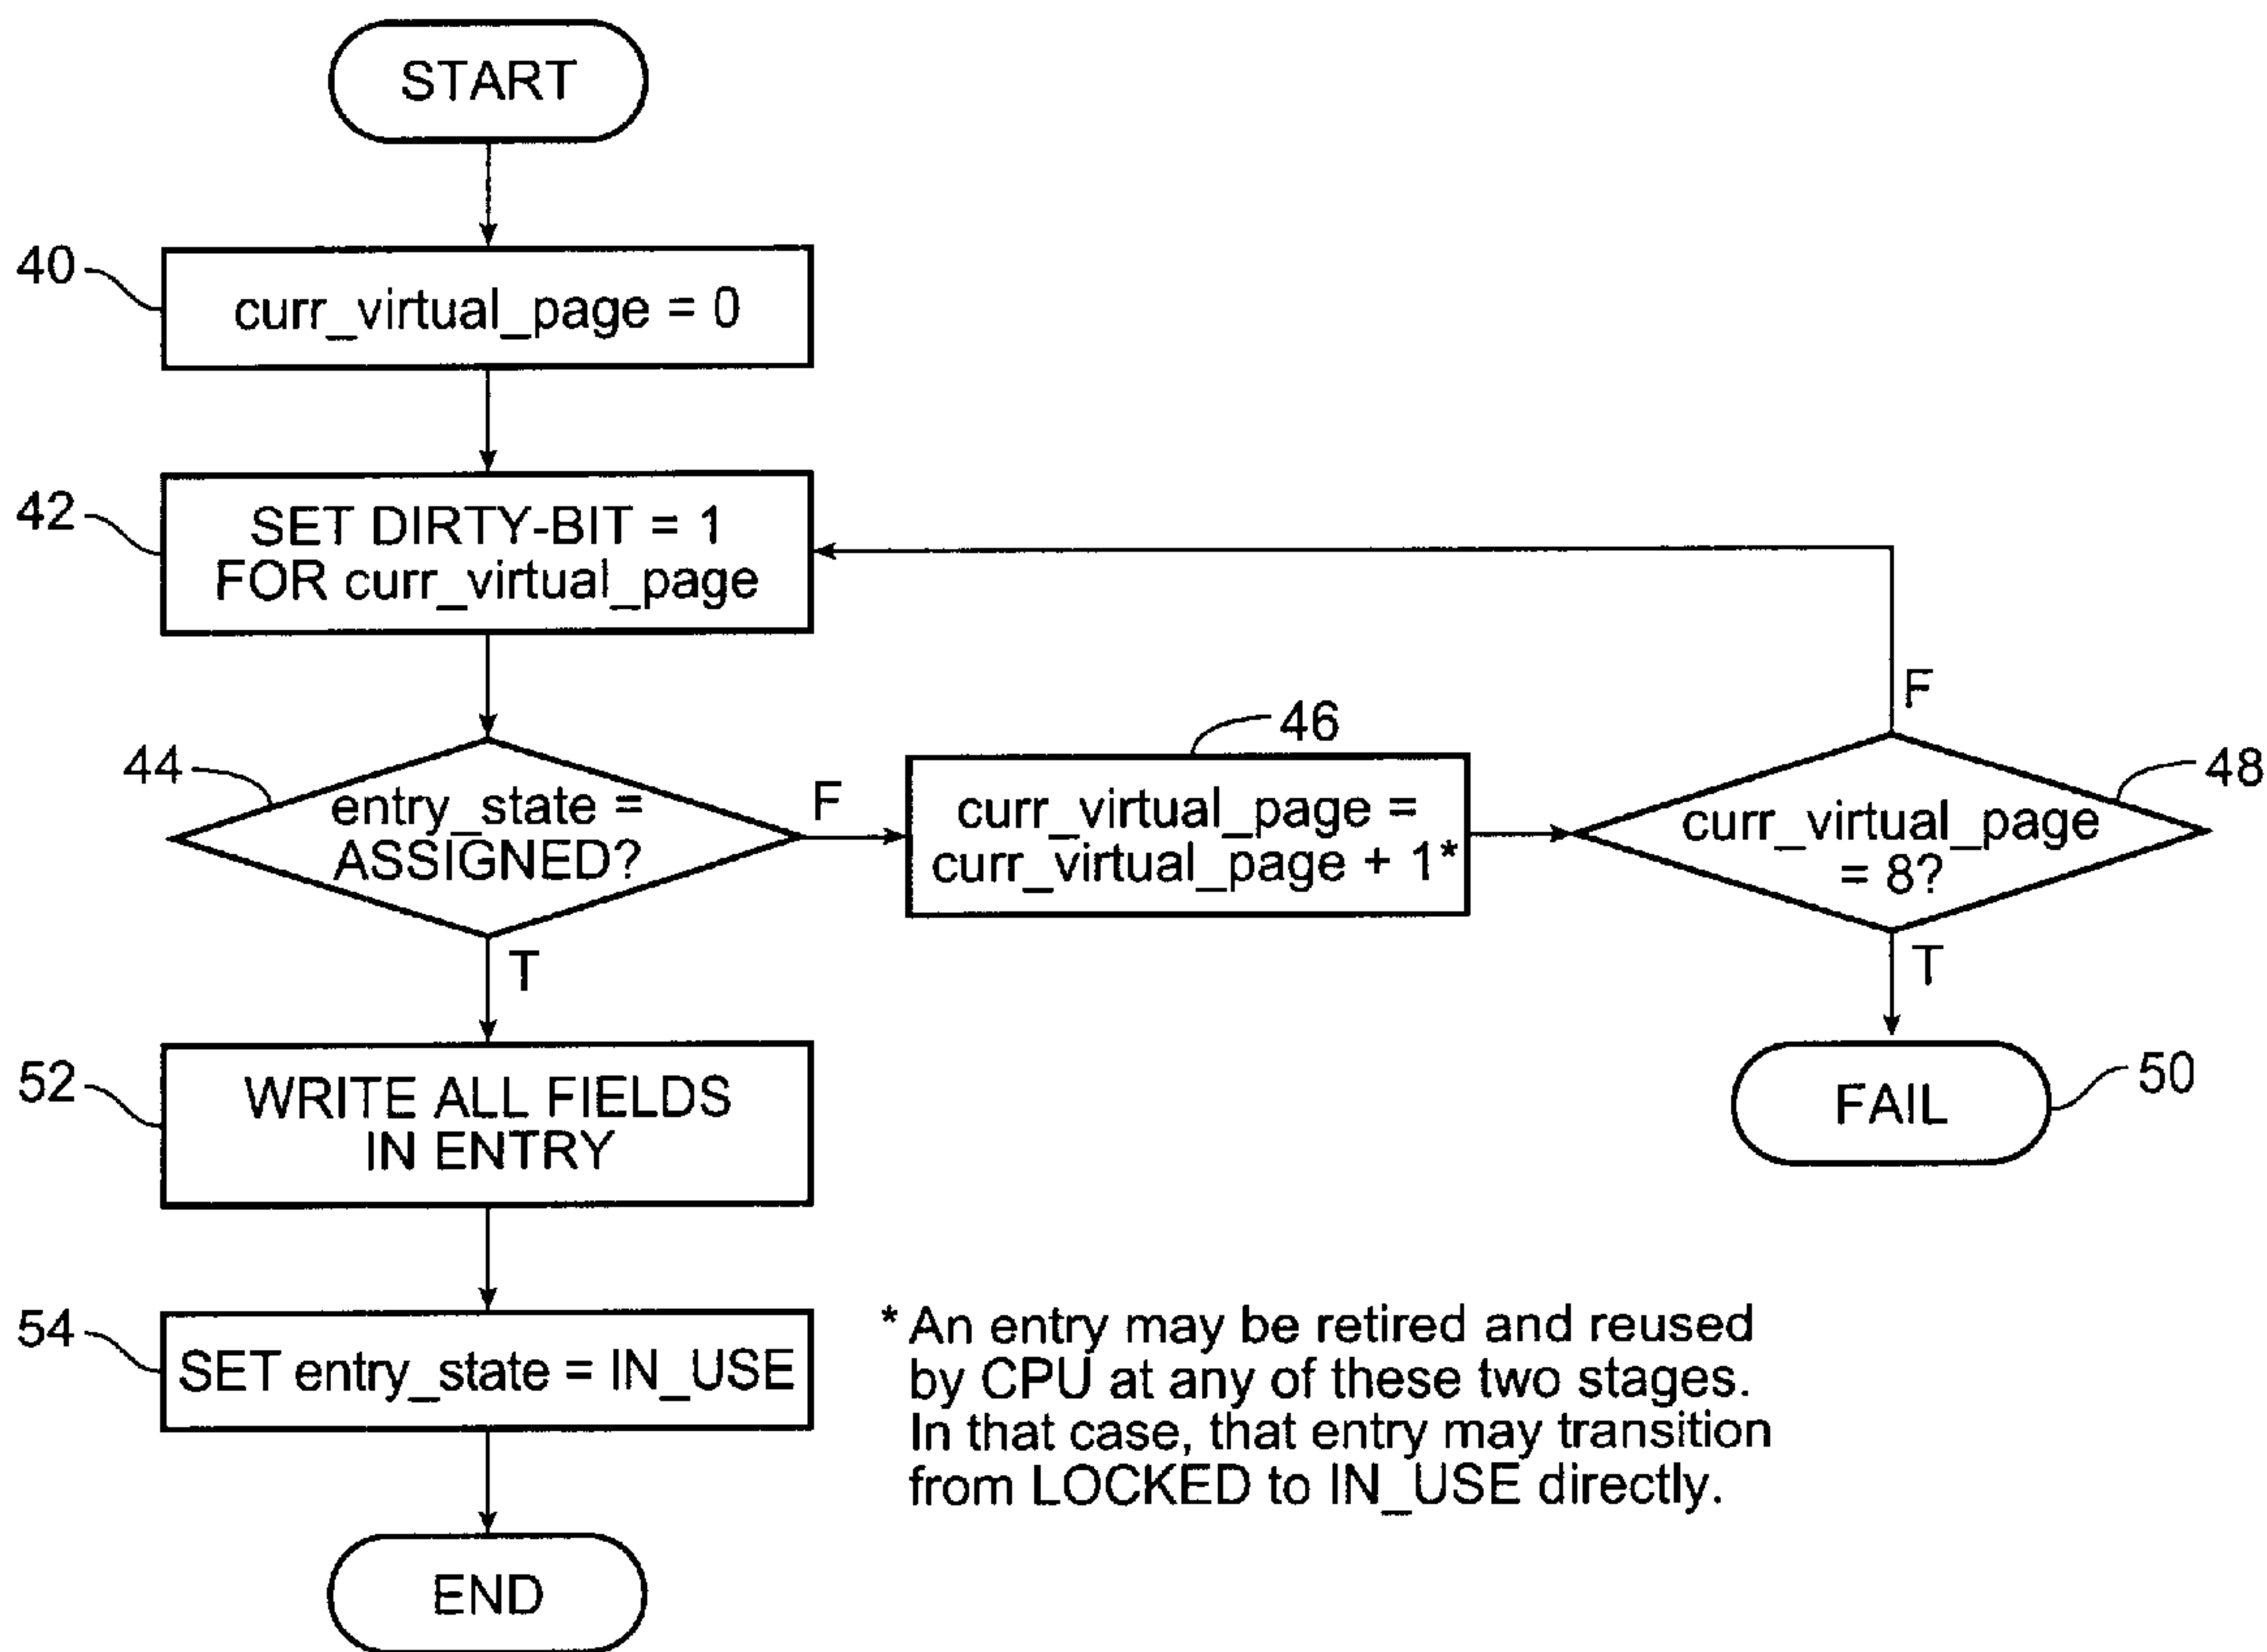 START
40
curr_virtual_page = 0
42
SET DIRTY-BIT = 1
FOR curr_virtual_page
44
entry_state =
ASSIGNED?
F
46
curr_virtual_page =
curr_virtual_page + 1*
F
48
curr_virtual_page
= 8?
T
T
50
FAIL
52
WRITE ALL FIELDS
IN ENTRY
54
SET entry_state = IN_USE
* An entry may be retired and reused
by CPU at any of these two stages.
In that case, that entry may transition
from LOCKED to IN_USE directly.
END